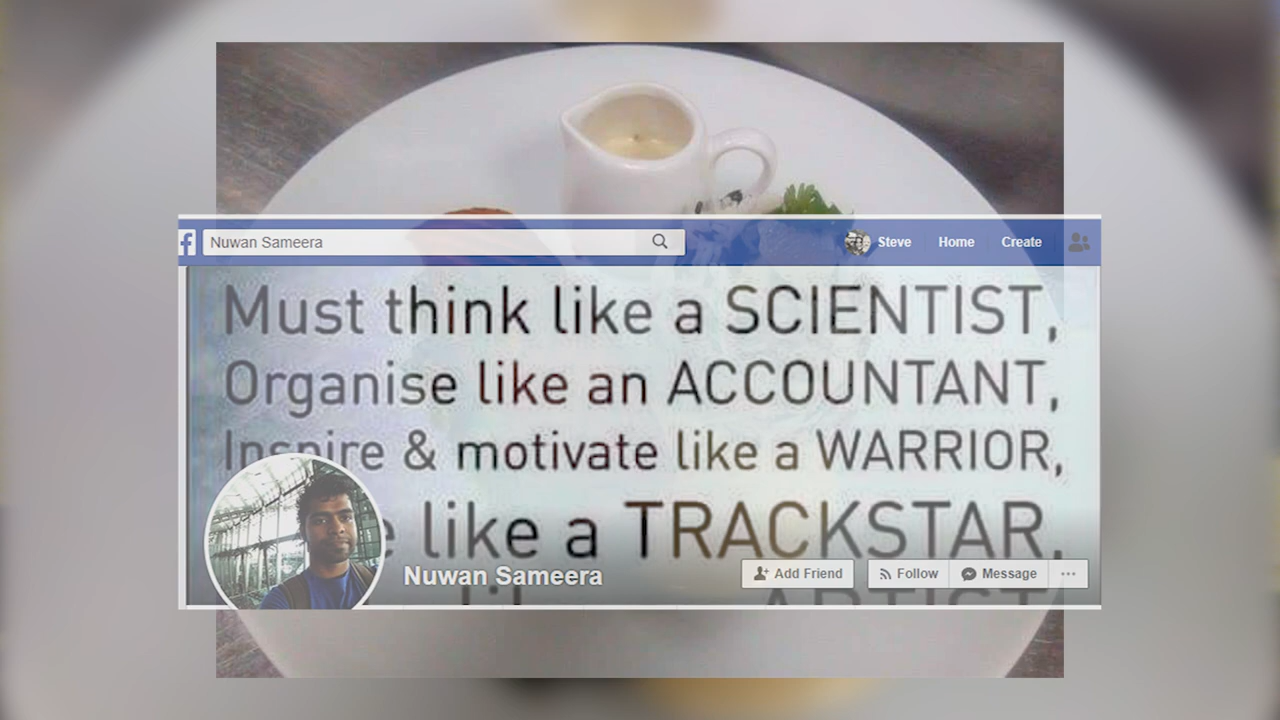 f
Nuwan Sameera
Steve Home Create
Must think like a SCIENTIST,
Organise like an ACCOUNTANT,
Inspire & motivate like a WARRIOR,
like a TRACKSTAR,
Nuwan Sameera
Add Friend Follow Message